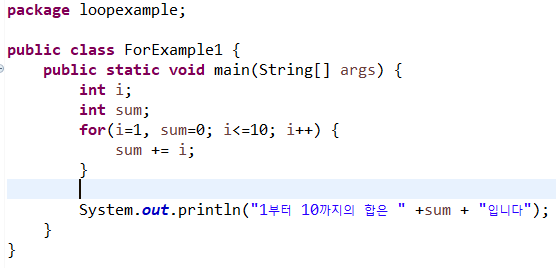 package loopexample;
public class ForExample1 {
public static void main(String[] args) {
int i;
int sum;
for(i=1, sum=0; i<=10; i++) {
sum += i;
}
System.out.println("1부터 10까지의 합은 " +sum + "입니다");
}
}